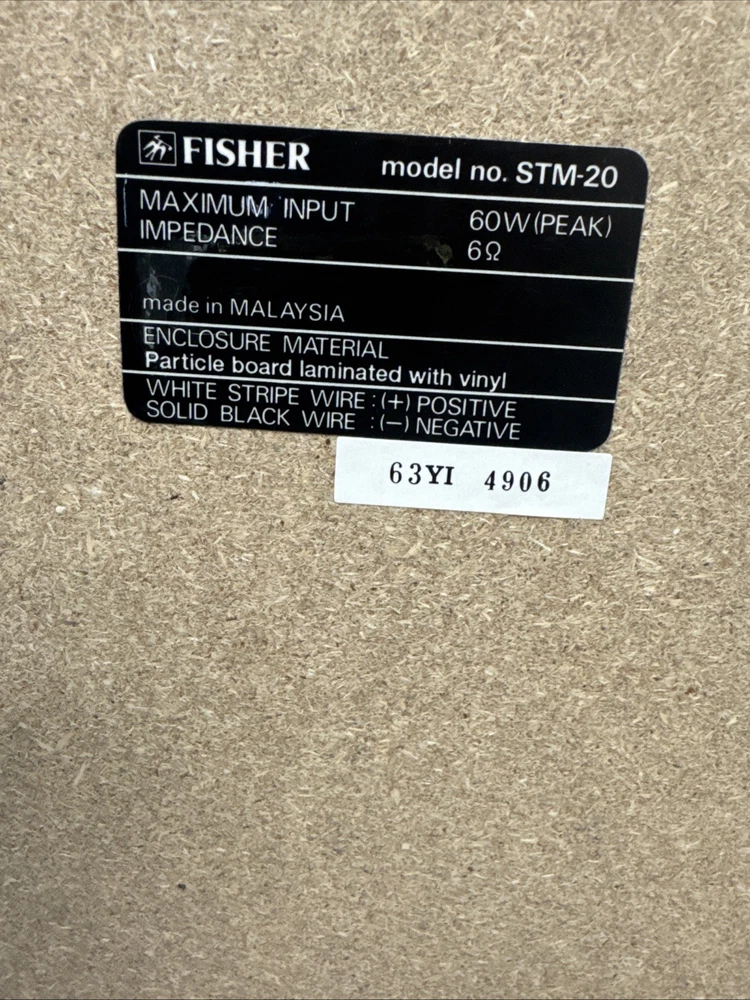 FISHER model no. STM-20
MAXIMUM INPUT 60W(PEAK)
IMPEDANCE 6Ω
made in MALAYSIA
ENCLOSURE MATERIAL
Particle board laminated with vinyl
WHITE STRIPE WIRE :(+) POSITIVE
SOLID BLACK WIRE :(−) NEGATIVE
63YI 4906